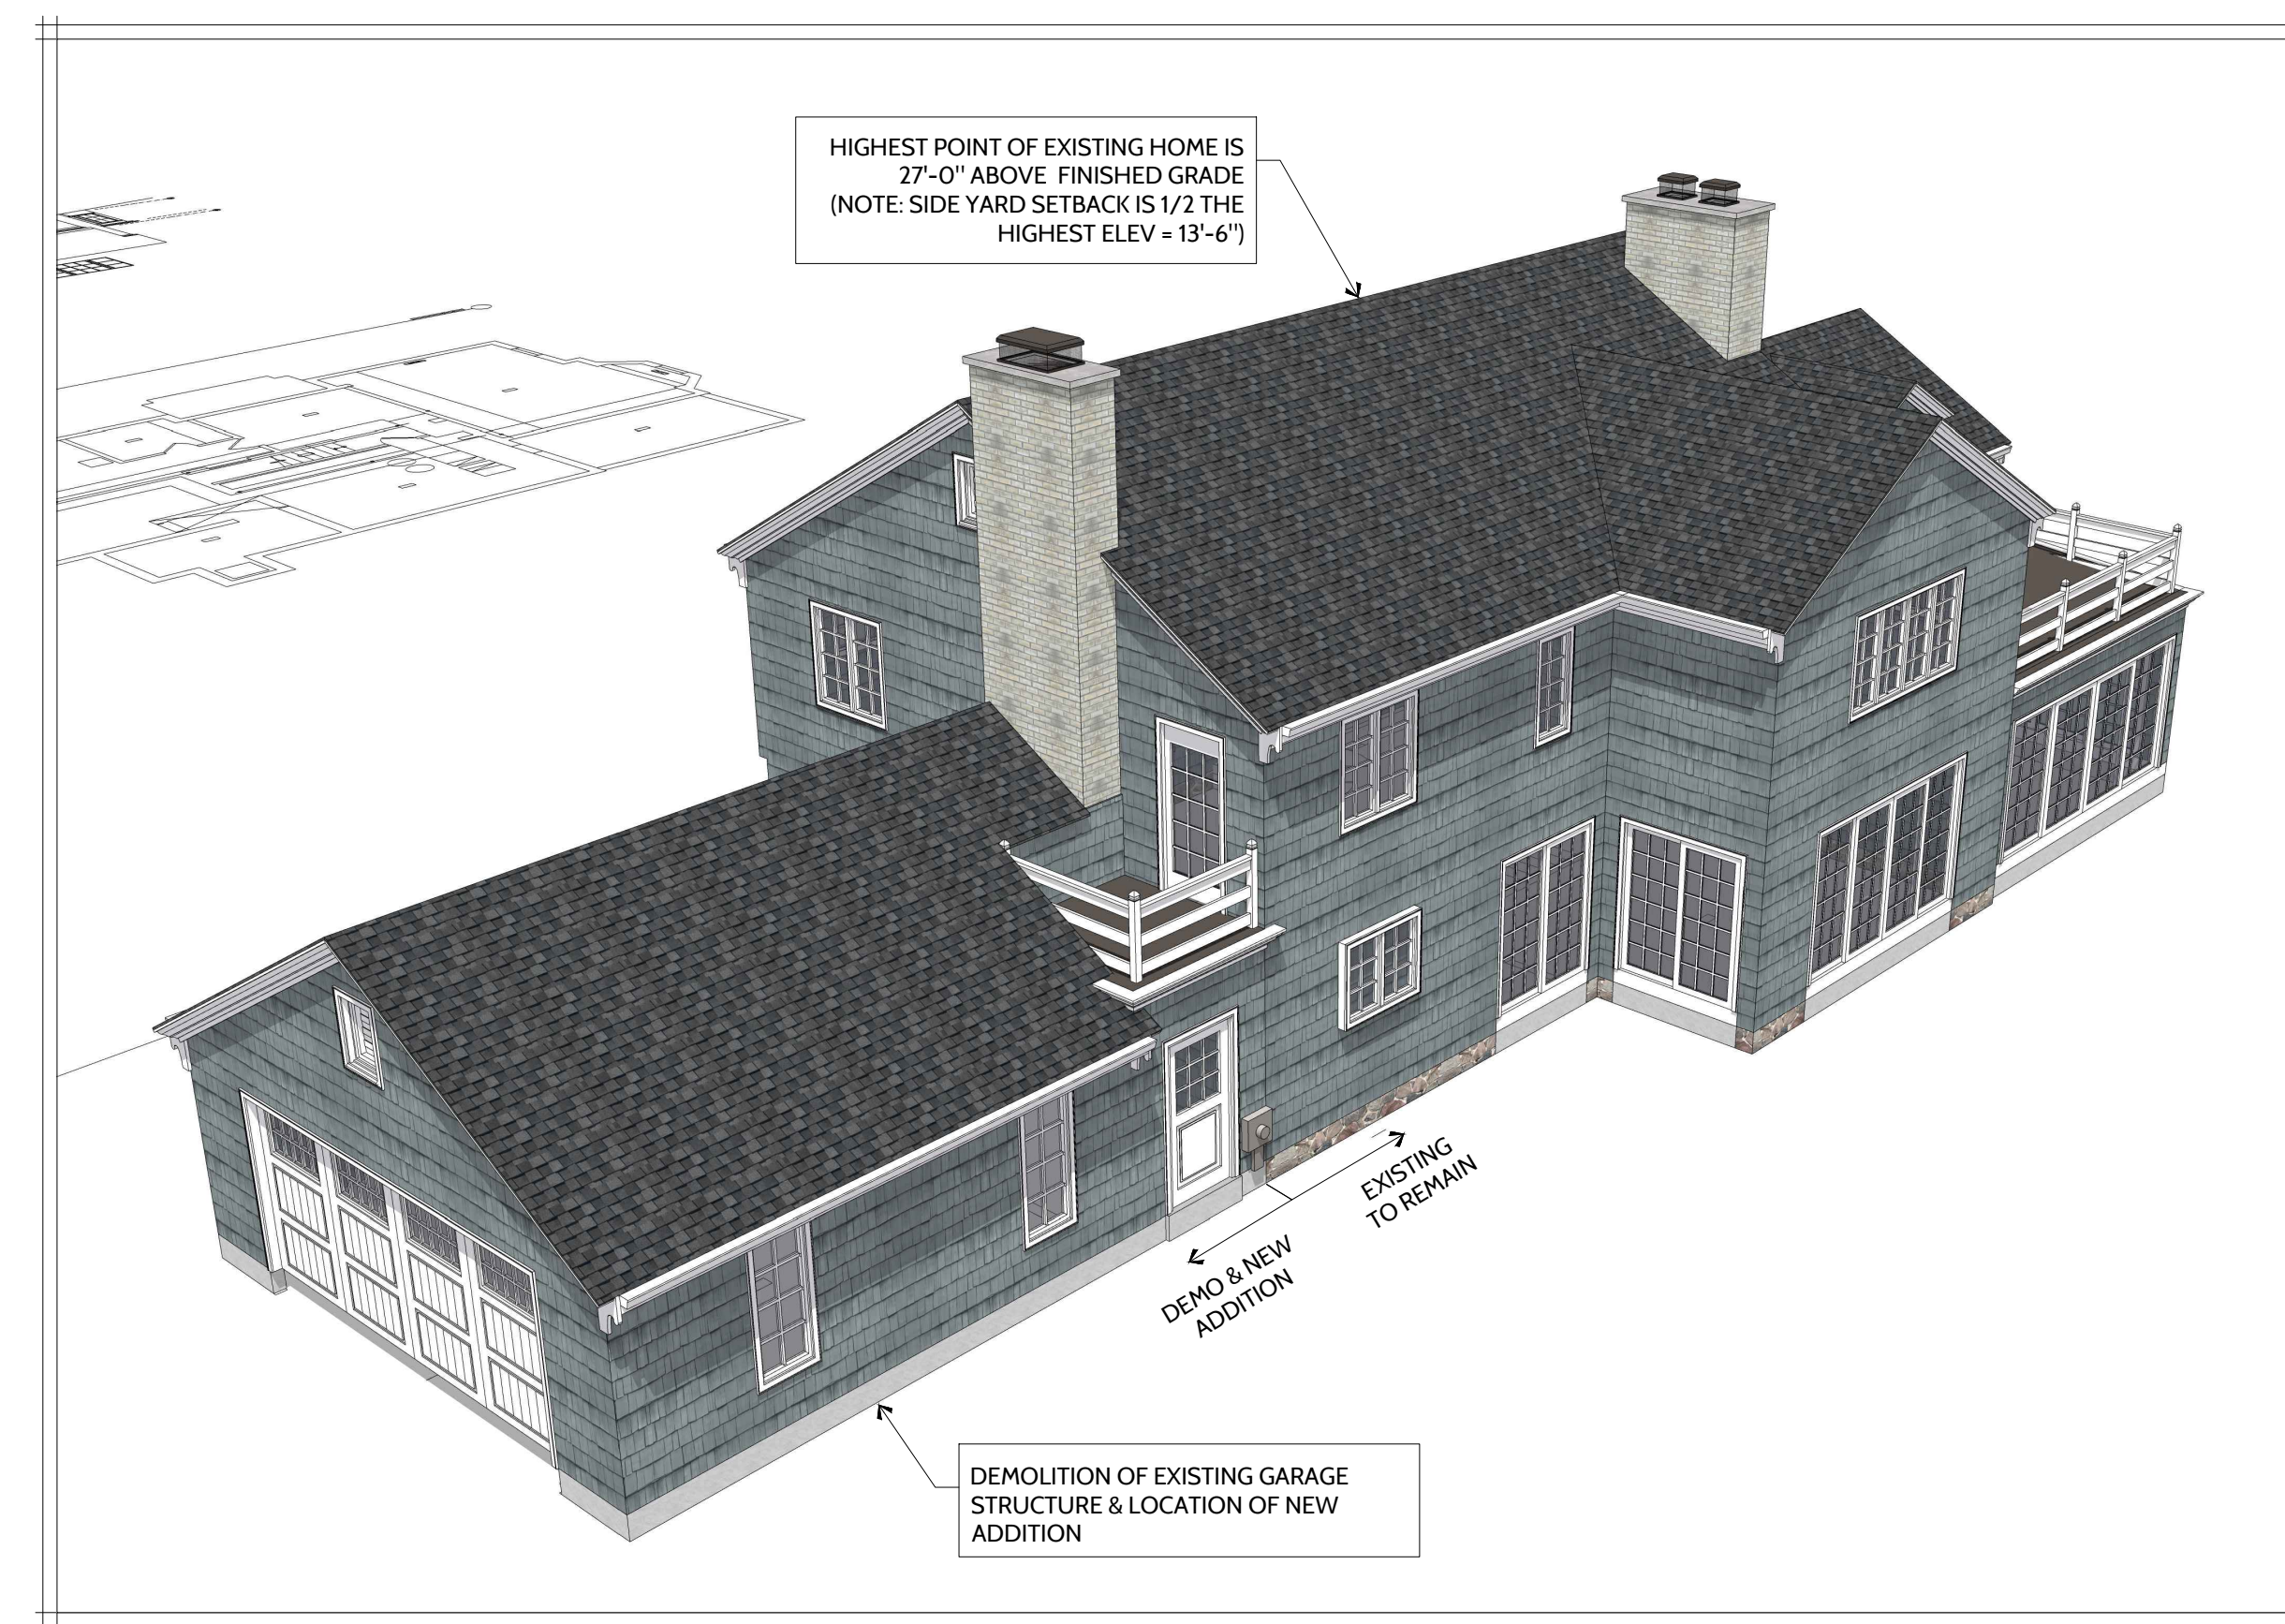 HIGHEST POINT OF EXISTING HOME IS
27'-0" ABOVE FINISHED GRADE
(NOTE: SIDE YARD SETBACK IS 1/2 THE
HIGHEST ELEV = 13'-6")
EXISTING
TO REMAIN
DEMO & NEW
ADDITION
DEMOLITION OF EXISTING GARAGE
STRUCTURE & LOCATION OF NEW
ADDITION